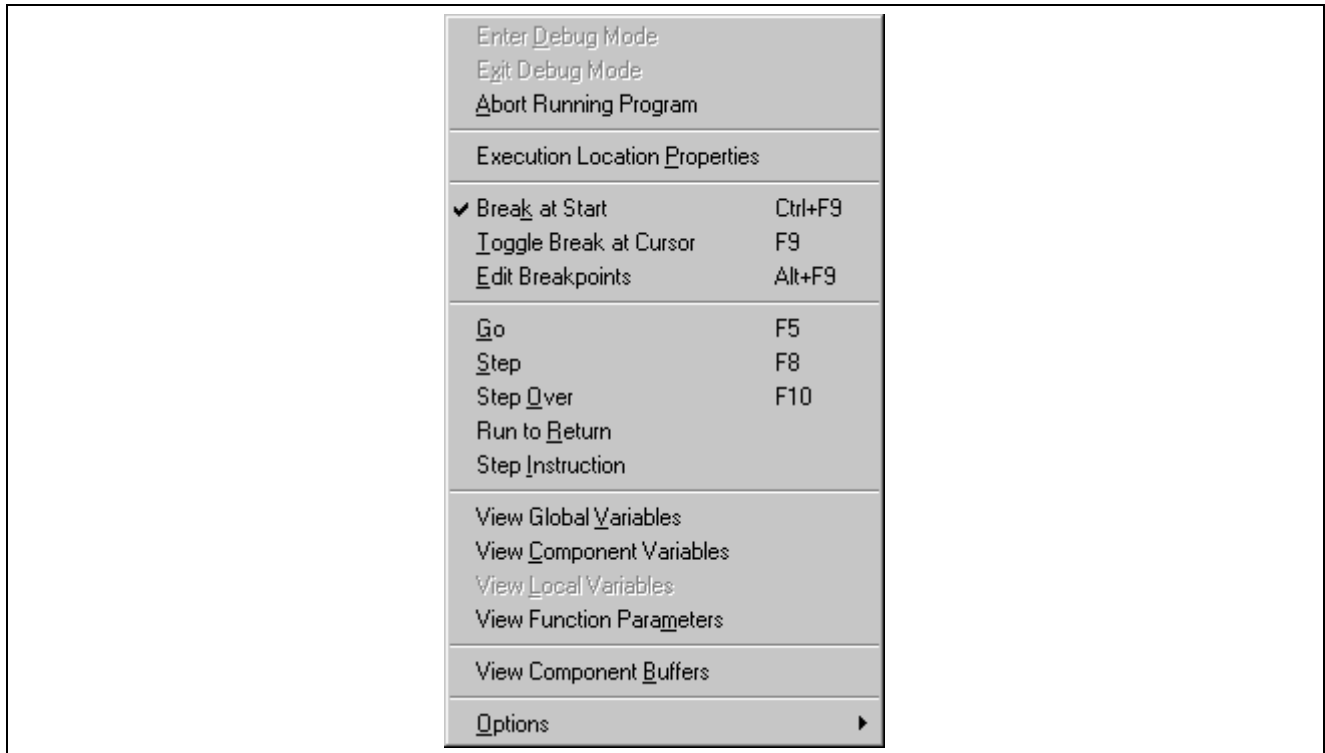 Enter Debug Mode
Exit Debug Mode
Abort Running Program
Execution Location Properties
Break at Start Ctrl+F9
Toggle Break at Cursor F9
Edit Breakpoints Alt+F9
Go F5
Step F8
Step Over F10
Run to Return
Step Instruction
View Global Variables
View Component Variables
View Local Variables
View Function Parameters
View Component Buffers
Options